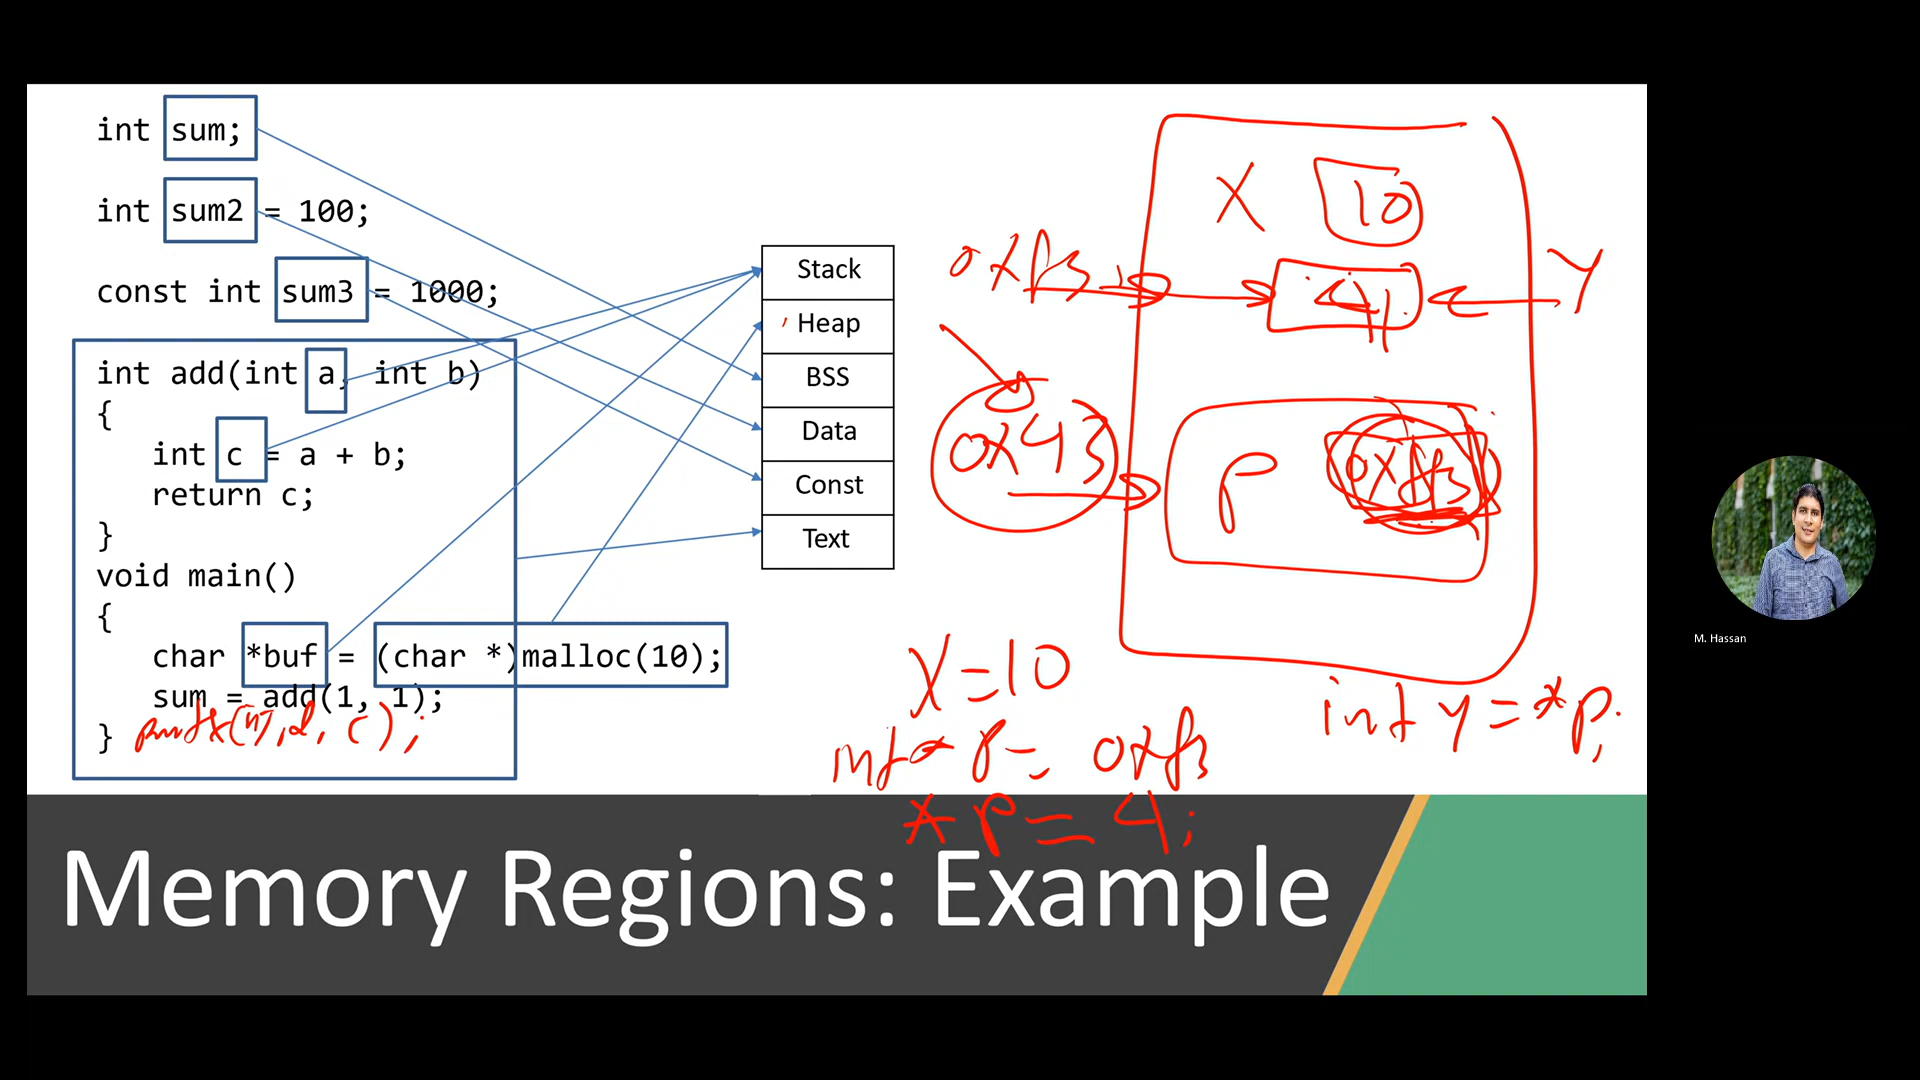 int sum;
int sum2 = 100;
const int sum3 = 1000;
int add(int a, int b)
{
int c = a + b;
return c;
}
void main()
{
char *buf = (char *)malloc(10);
sum = add(1, 1);
}
Stack
Heap
BSS
Data
Const
Text
X 10
4
Y
0x43
P
X=10
int y = *p;
*P = 4;
Memory Regions: Example
M. Hassan